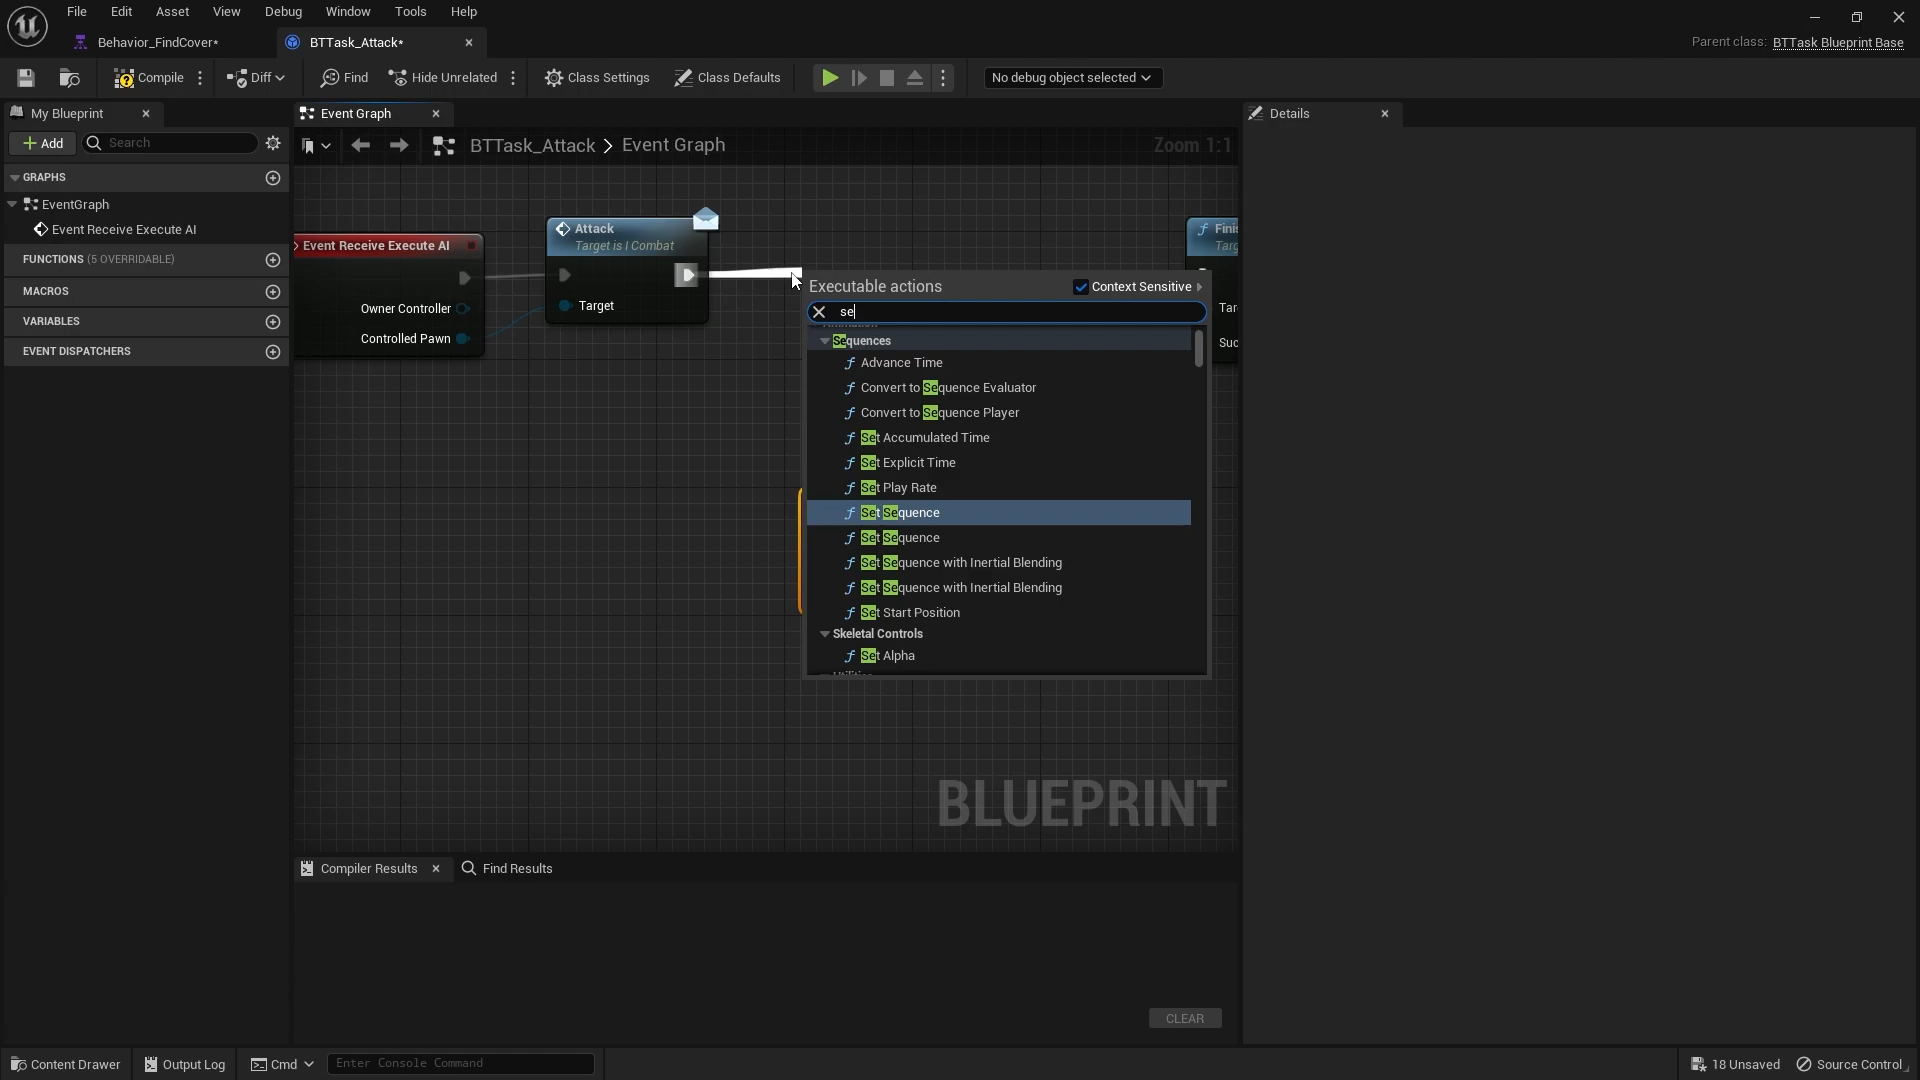 File Edit Asset View Debug Window Tools Help
Behavior_FindCover* BTTask_Attack* Parent class: BTTask Blueprint Base
Compile Diff Find Hide Unrelated Class Settings Class Defaults No debug object selected
My Blueprint Event Graph Details
Add Search BTTask_Attack > Event Graph Zoom 1:1
GRAPHS
EventGraph
Event Receive Execute AI
FUNCTIONS (5 OVERRIDABLE)
MACROS
VARIABLES
EVENT DISPATCHERS
Event Receive Execute AI
Owner Controller
Controlled Pawn
Attack
Target is I Combat
Target
Executable actions Context Sensitive
se
Sequences
Advance Time
Convert to Sequence Evaluator
Convert to Sequence Player
Set Accumulated Time
Set Explicit Time
Set Play Rate
Set Sequence
Set Sequence
Set Sequence with Inertial Blending
Set Sequence with Inertial Blending
Set Start Position
Skeletal Controls
Set Alpha
BLUEPRINT
Compiler Results Find Results
CLEAR
Content Drawer Output Log Cmd Enter Console Command 18 Unsaved Source Control